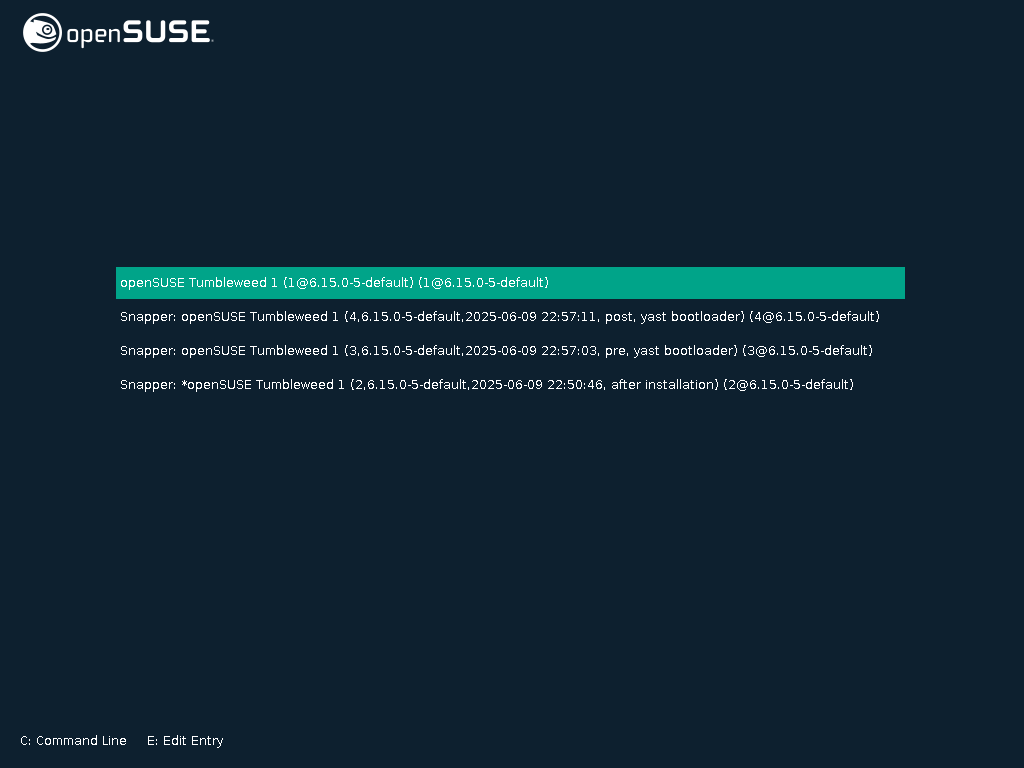 openSUSE.
openSUSE Tumbleweed 1 (1@6.15.0-5-default) (1@6.15.0-5-default)
Snapper: openSUSE Tumbleweed 1 (4,6.15.0-5-default,2025-06-09 22:57:11, post, yast bootloader) (4@6.15.0-5-default)
Snapper: openSUSE Tumbleweed 1 (3,6.15.0-5-default,2025-06-09 22:57:03, pre, yast bootloader) (3@6.15.0-5-default)
Snapper: *openSUSE Tumbleweed 1 (2,6.15.0-5-default,2025-06-09 22:50:46, after installation) (2@6.15.0-5-default)
C: Command Line E: Edit Entry